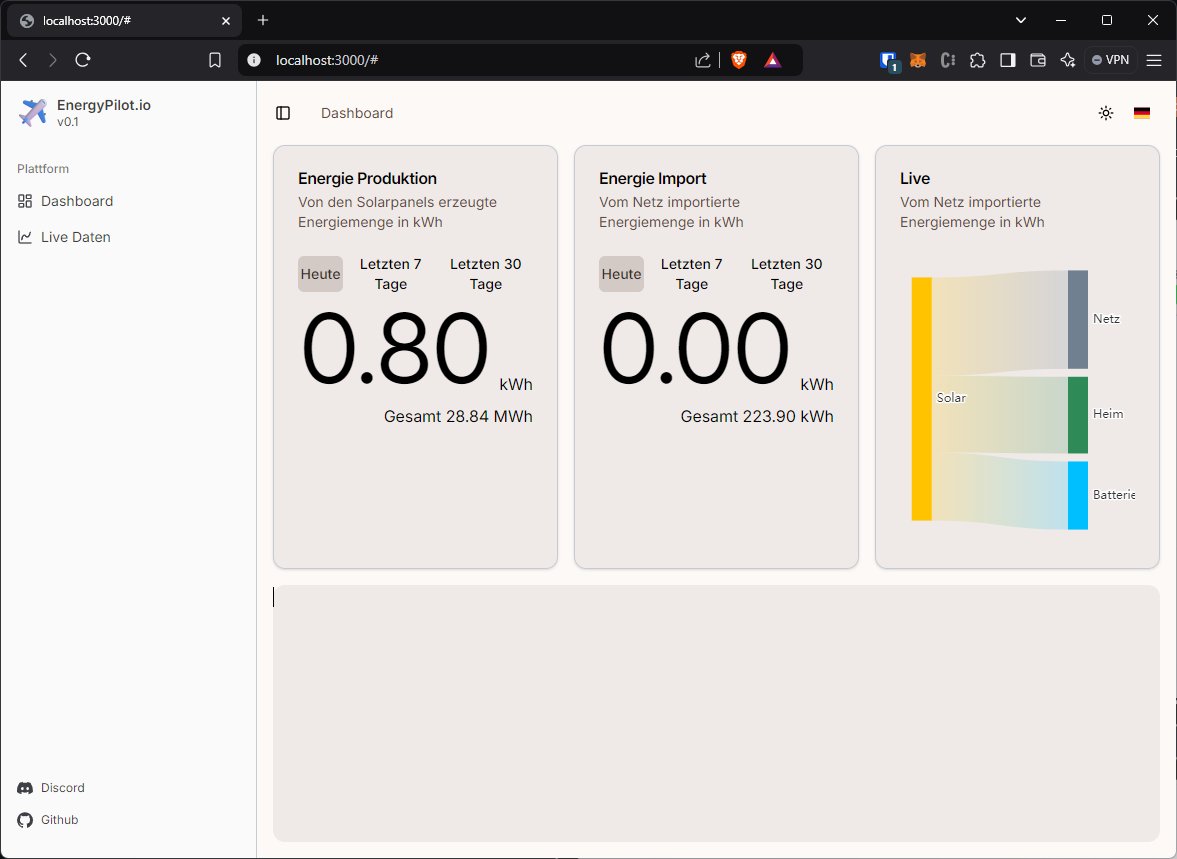 localhost:3000/#
localhost:3000/#
1
VPN
EnergyPilot.io
v0.1
Plattform
Dashboard
Live Daten
Discord
Github
Dashboard
Energie Produktion
Von den Solarpanels erzeugte
Energiemenge in kWh
Heute
Letzten 7
Tage
Letzten 30
Tage
0.80 kWh
Gesamt 28.84 MWh
Energie Import
Vom Netz importierte
Energiemenge in kWh
Heute
Letzten 7
Tage
Letzten 30
Tage
0.00 kWh
Gesamt 223.90 kWh
Live
Vom Netz importierte
Energiemenge in kWh
Netz
Solar
Heim
Batterie